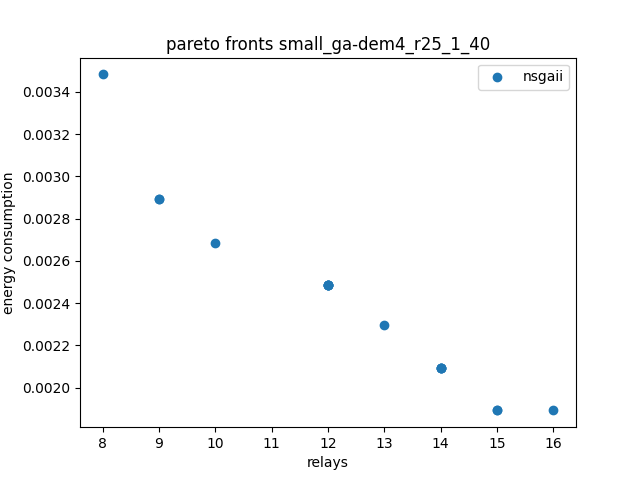 pareto fronts small_ga-dem4_r25_1_40
nsgaii
0.0034
0.0032
0.0030
0.0028
0.0026
0.0024
0.0022
0.0020
energy consumption
8 9 10 11 12 13 14 15 16
relays